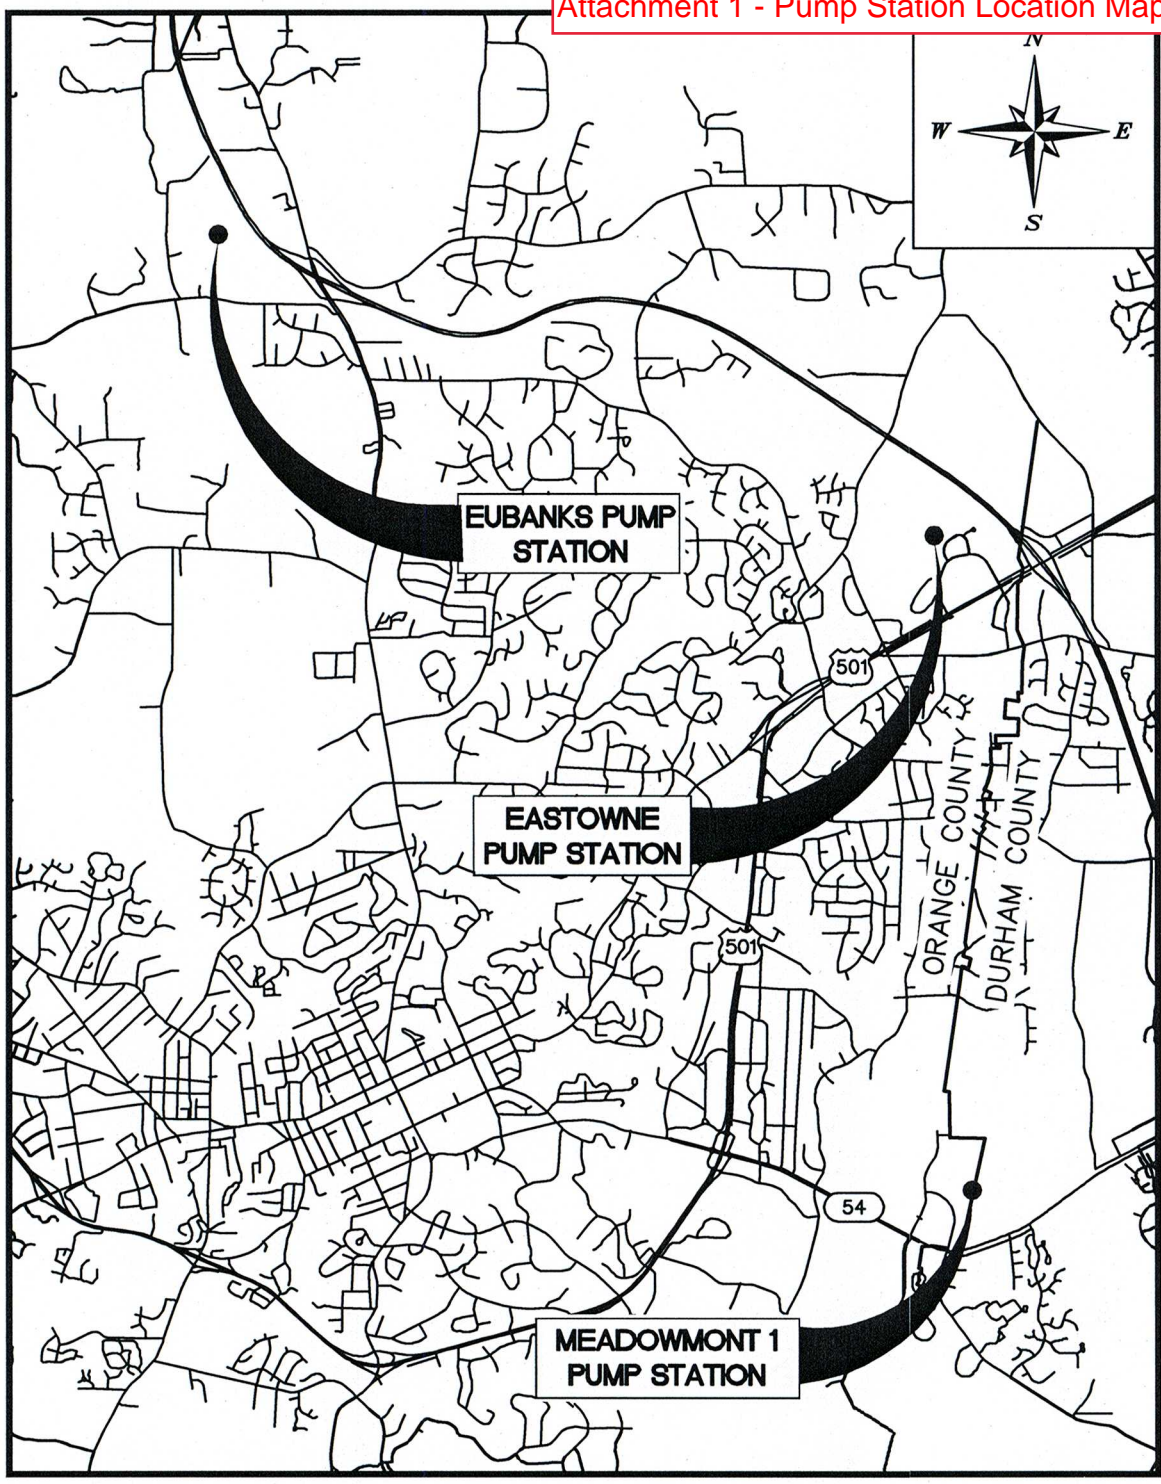 Attachment 1 - Pump Station Location Map
N
W
E
S
EUBANKS PUMP
STATION
501
EASTOWNE
PUMP STATION
ORANGE COUNTY
DURHAM COUNTY
501
54
MEADOWMONT 1
PUMP STATION